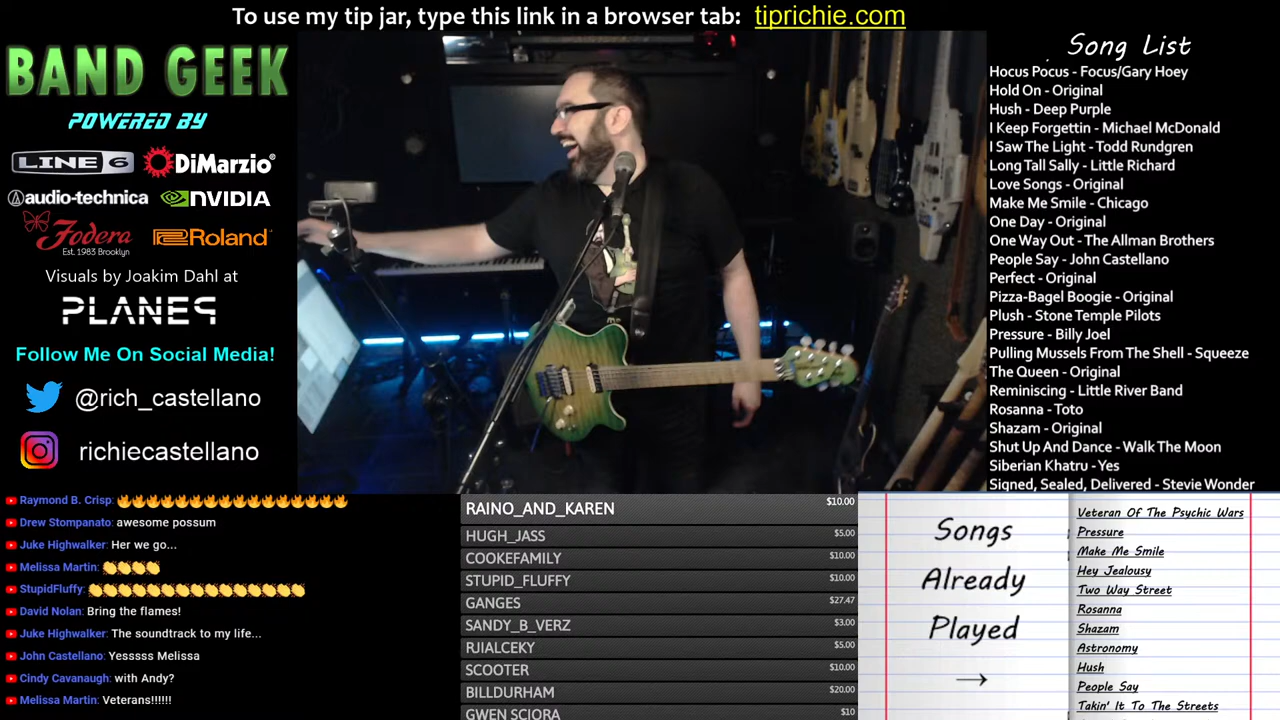 To use my tip jar, type this link in a browser tab: tiprichie.com
BAND GEEK
POWERED BY
LINE 6
DiMarzio®
audio-technica
NVIDIA
Fodera
Est. 1983 Brooklyn
Roland
Visuals by Joakim Dahl at
PLANE9
Follow Me On Social Media!
@rich_castellano
richiecastellano
Raymond B. Crisp: 🔥🔥🔥🔥🔥🔥🔥🔥🔥🔥🔥🔥🔥🔥🔥🔥
Drew Stompanato: awesome possum
Juke Highwalker: Her we go...
Melissa Martin: 👏👏👏👏
StupidFluffy: 👏👏👏👏👏👏👏👏👏👏👏👏👏👏👏
David Nolan: Bring the flames!
Juke Highwalker: The soundtrack to my life...
John Castellano: Yesssss Melissa
Cindy Cavanaugh: with Andy?
Melissa Martin: Veterans!!!!!!
RAINO_AND_KAREN $10.00
HUGH_JASS $5.00
COOKEFAMILY $10.00
STUPID_FLUFFY $10.00
GANGES $27.47
SANDY_B_VERZ $3.00
RJIALCEKY $5.00
SCOOTER $10.00
BILLDURHAM $20.00
GWEN SCIORA $10
Song List
Hocus Pocus - Focus/Gary Hoey
Hold On - Original
Hush - Deep Purple
I Keep Forgettin - Michael McDonald
I Saw The Light - Todd Rundgren
Long Tall Sally - Little Richard
Love Songs - Original
Make Me Smile - Chicago
One Day - Original
One Way Out - The Allman Brothers
People Say - John Castellano
Perfect - Original
Pizza-Bagel Boogie - Original
Plush - Stone Temple Pilots
Pressure - Billy Joel
Pulling Mussels From The Shell - Squeeze
The Queen - Original
Reminiscing - Little River Band
Rosanna - Toto
Shazam - Original
Shut Up And Dance - Walk The Moon
Siberian Khatru - Yes
Signed, Sealed, Delivered - Stevie Wonder
Songs
Already
Played
→
Veteran Of The Psychic Wars
Pressure
Make Me Smile
Hey Jealousy
Two Way Street
Rosanna
Shazam
Astronomy
Hush
People Say
Takin' It To The Streets